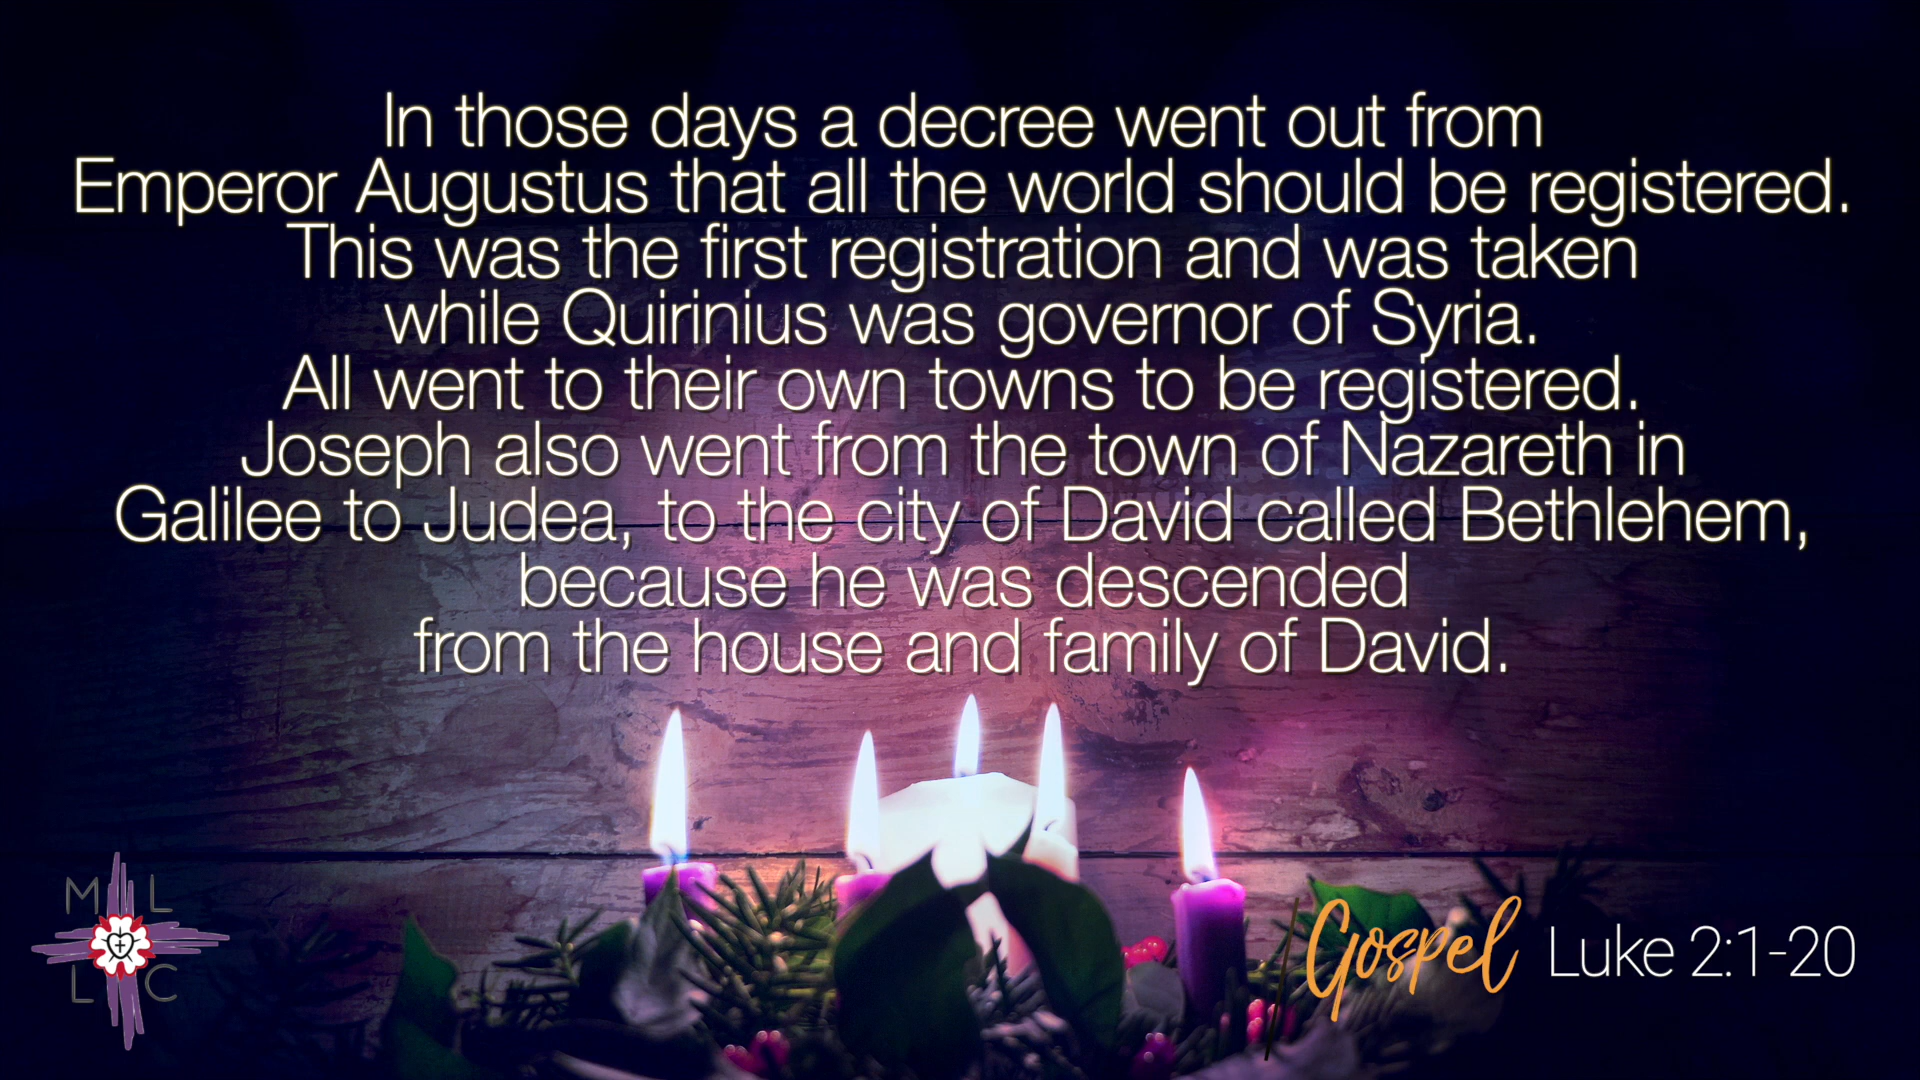 In those days a decree went out from
Emperor Augustus that all the world should be registered.
This was the first registration and was taken
while Quirinius was governor of Syria.
All went to their own towns to be registered.
Joseph also went from the town of Nazareth in
Galilee to Judea, to the city of David called Bethlehem,
because he was descended
from the house and family of David.
M L
L C
Gospel Luke 2:1-20